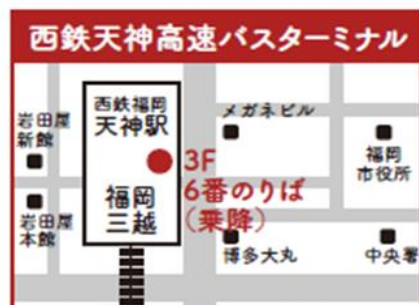 西鉄天神高速バスターミナル
岩田屋
新館
西鉄福岡
天神駅
メガネビル
福岡
市役所
3F
6番のりば
（乗降）
岩田屋
本館
福岡
三越
博多大丸
中央署